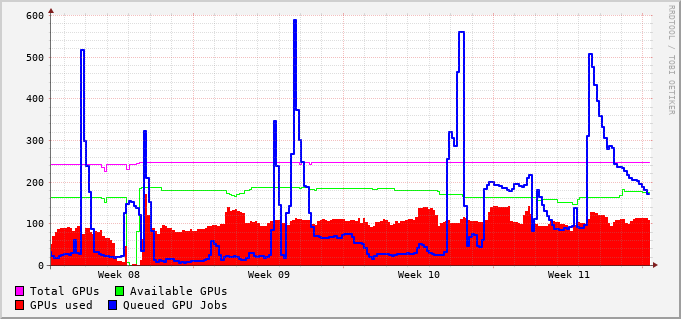 RRDTOOL / TOBI OETIKER
600
500
400
300
200
100
0
Week 08 Week 09 Week 10 Week 11
Total GPUs Available GPUs
GPUs used Queued GPU Jobs